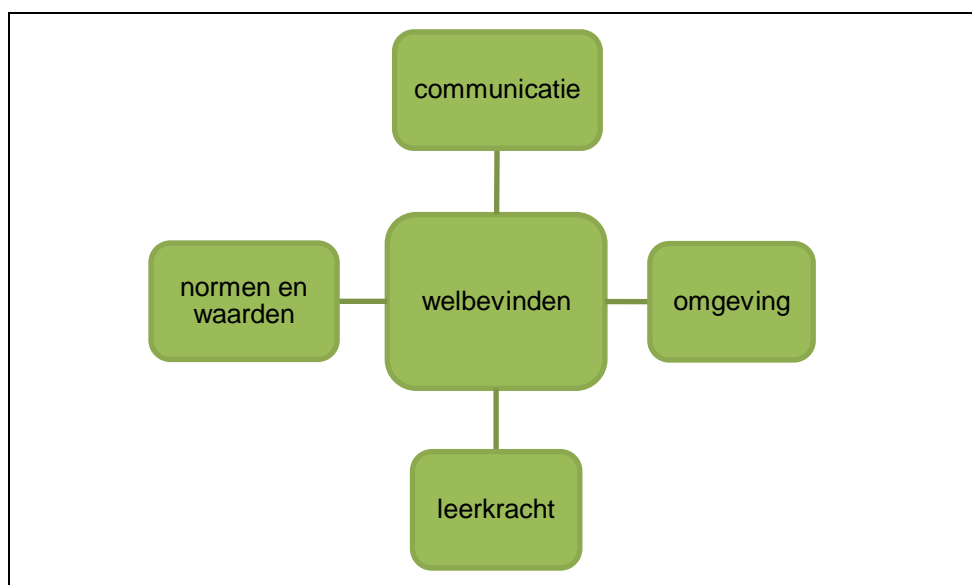 communicatie
normen en
waarden
welbevinden
omgeving
leerkracht